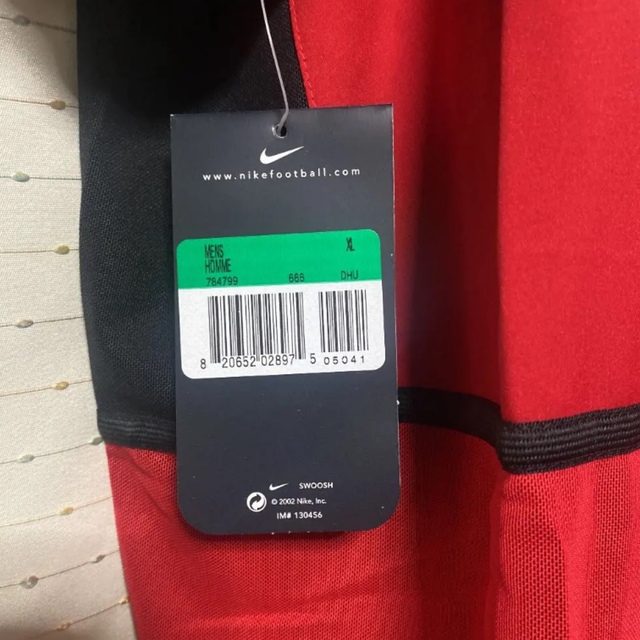 www.nikefootball.com
MENS XL
HOMME
784799 666 DHU
8 20652 02897 5 05041
SWOOSH
© 2002 Nike, Inc.
IM# 130456